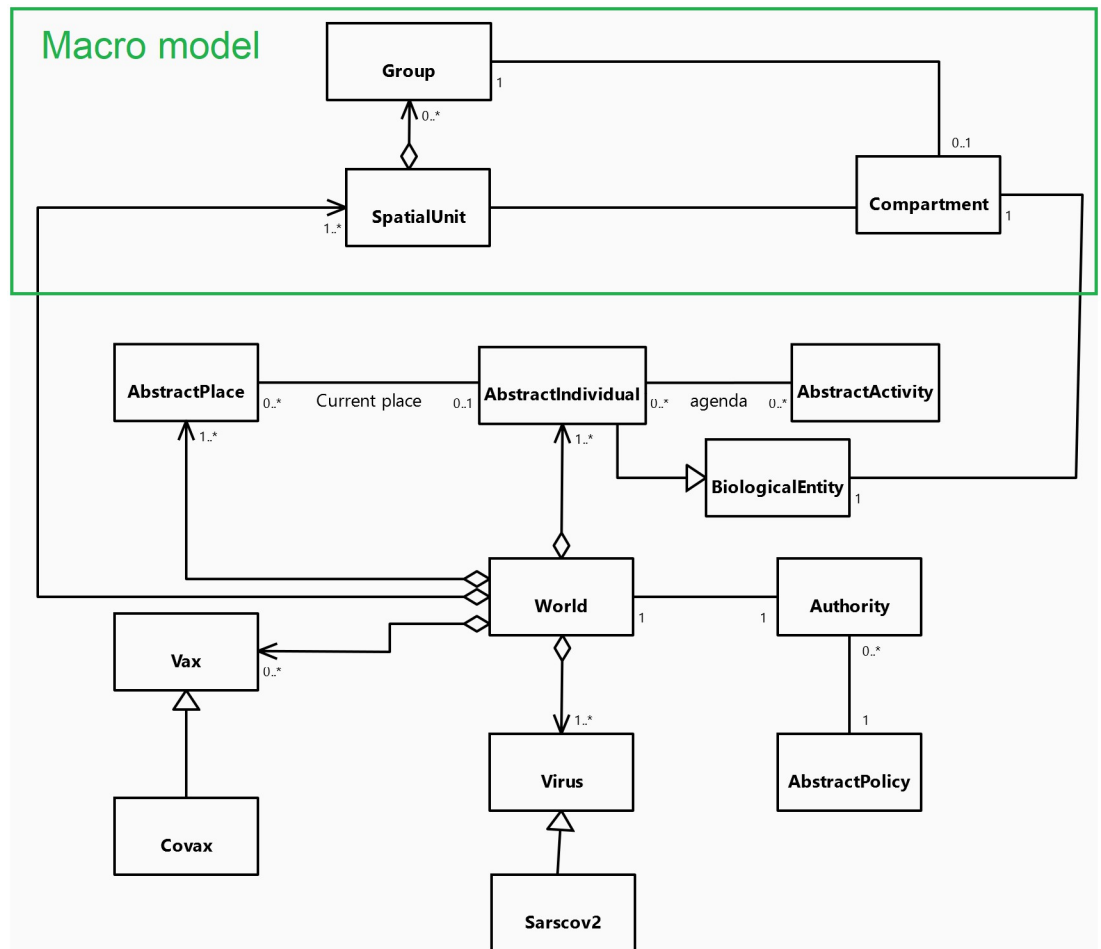 Macro model
Group
1
0..*
0..1
SpatialUnit
1..*
Compartment
1
AbstractPlace
0..*
Current place
0..1
AbstractIndividual
0..*
agenda
0..*
AbstractActivity
1..*
1..*
BiologicalEntity
1
World
1
1
Authority
Vax
0..*
0..*
1..*
1
Virus
AbstractPolicy
Covax
Sarscov2